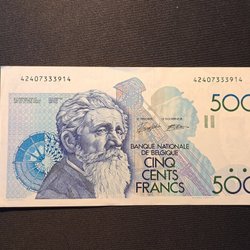 42407333914 42407333914
500
BANQUE NATIONALE
DE BELGIQUE
CINQ
CENTS
FRANCS
500